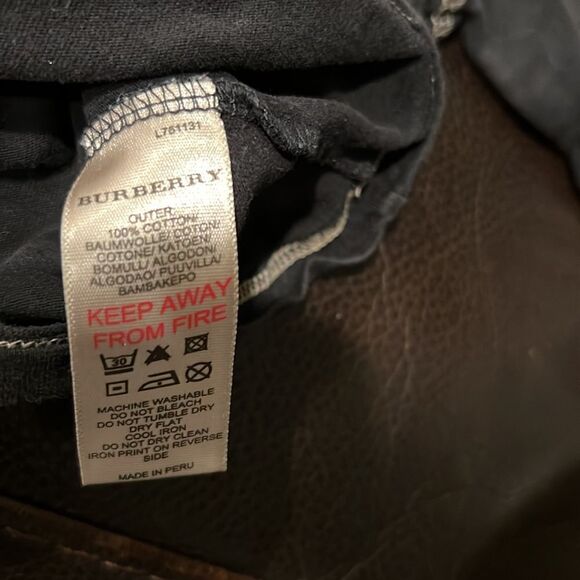 L751131
BURBERRY
OUTER:
100% COTTON/
BAUMWOLLE/ COTON/
COTONE/ KATOEN/
BOMULL/ ALGODON/
ALGODAO/ PUUVILLA/
BAMBAKEPO
KEEP AWAY
FROM FIRE
30
MACHINE WASHABLE
DO NOT BLEACH
DO NOT TUMBLE DRY
DRY FLAT
COOL IRON
DO NOT DRY CLEAN
IRON PRINT ON REVERSE
SIDE
MADE IN PERU